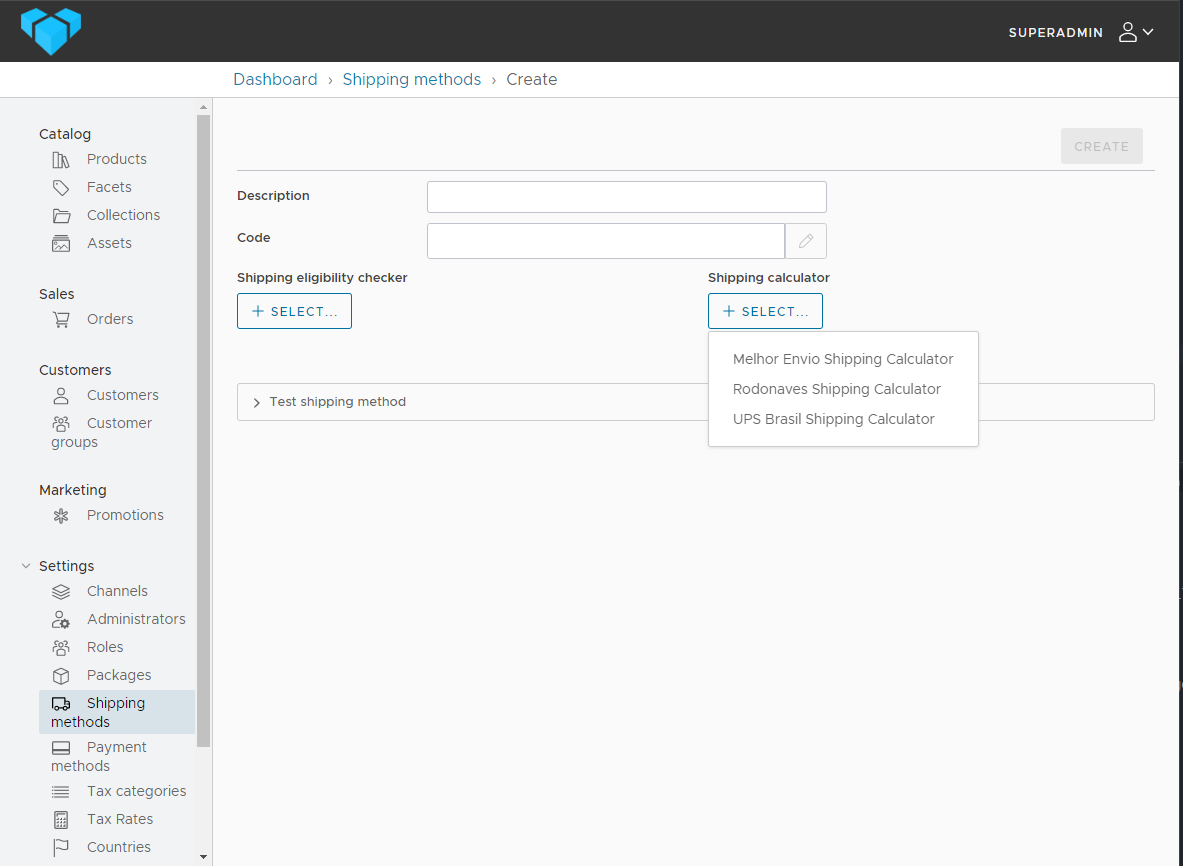 SUPERADMIN
Dashboard › Shipping methods › Create
Catalog
Products
Facets
Collections
Assets
Sales
Orders
Customers
Customers
Customer
groups
Marketing
Promotions
Settings
Channels
Administrators
Roles
Packages
Shipping
methods
Payment
methods
Tax categories
Tax Rates
Countries
CREATE
Description
Code
Shipping eligibility checker
+ SELECT...
Shipping calculator
+ SELECT...
Melhor Envio Shipping Calculator
Rodonaves Shipping Calculator
UPS Brasil Shipping Calculator
Test shipping method